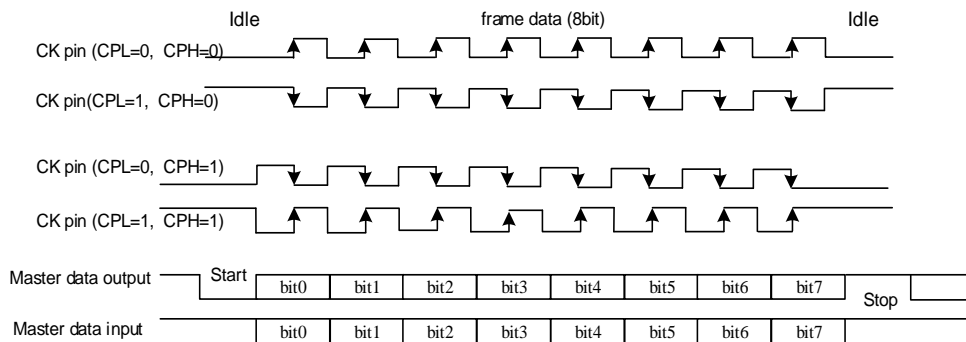 Idle frame data (8bit) Idle
CK pin (CPL=0, CPH=0)
CK pin(CPL=1, CPH=0)
CK pin (CPL=0, CPH=1)
CK pin (CPL=1, CPH=1)
Master data output Start bit0 bit1 bit2 bit3 bit4 bit5 bit6 bit7 Stop
Master data input bit0 bit1 bit2 bit3 bit4 bit5 bit6 bit7